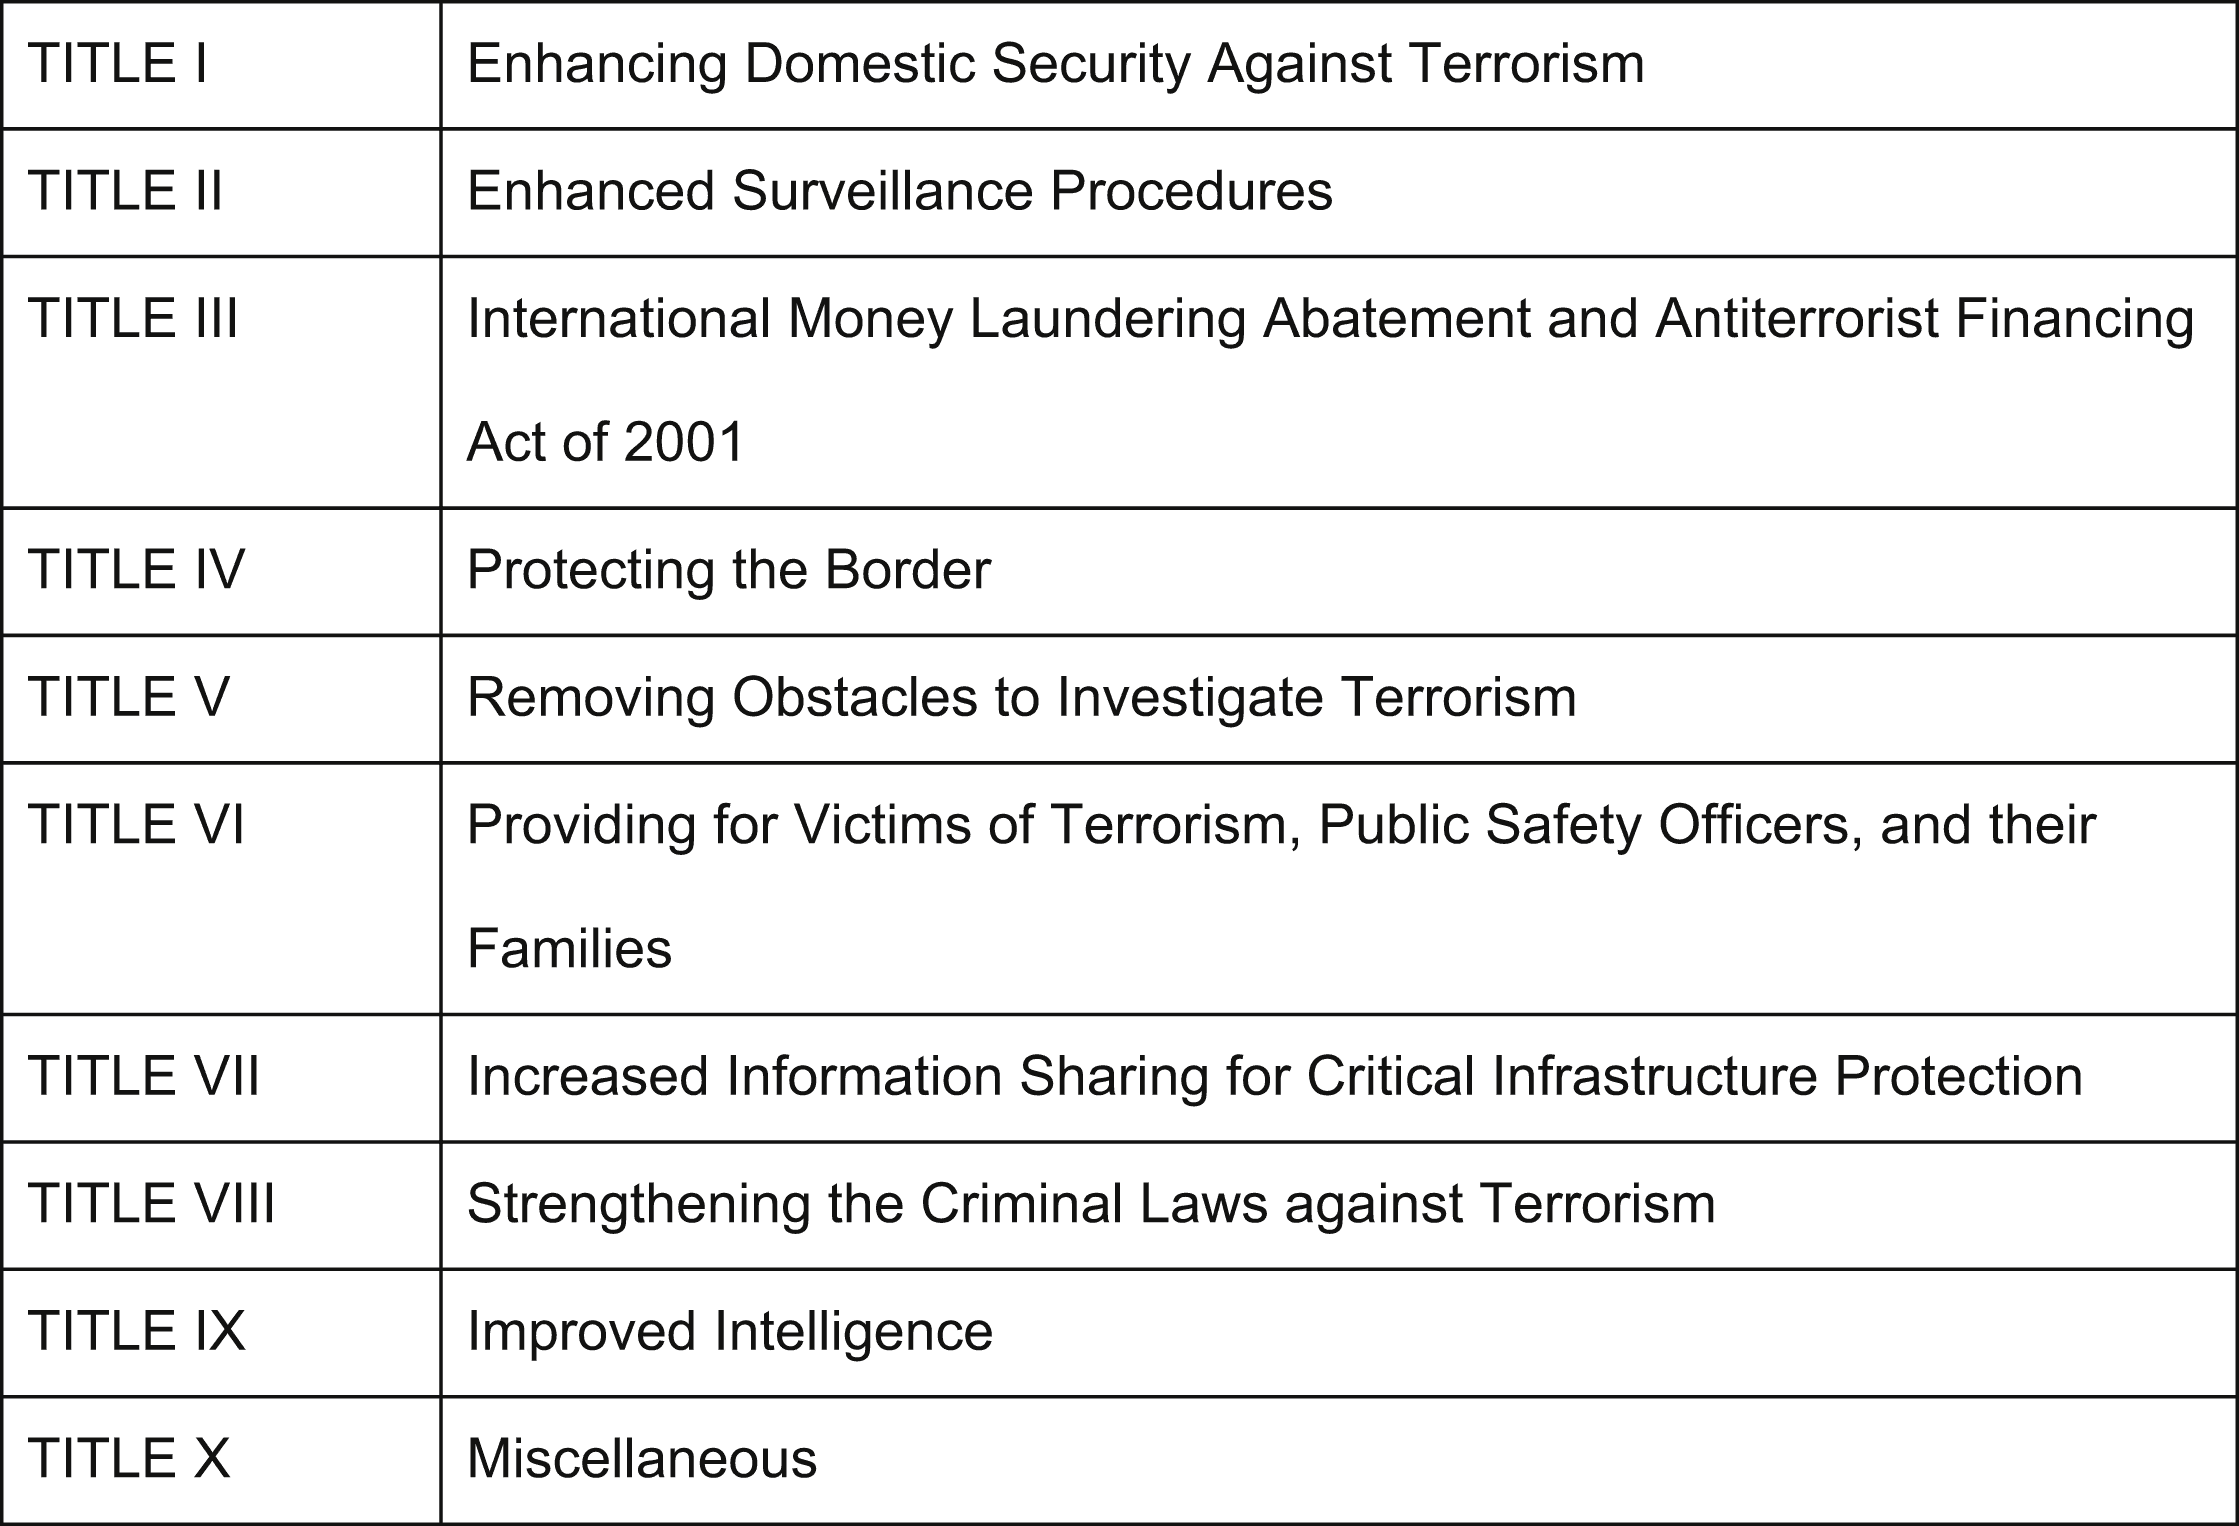 TITLE I Enhancing Domestic Security Against Terrorism
TITLE II Enhanced Surveillance Procedures
TITLE III International Money Laundering Abatement and Antiterrorist Financing
Act of 2001
TITLE IV Protecting the Border
TITLE V Removing Obstacles to Investigate Terrorism
TITLE VI Providing for Victims of Terrorism, Public Safety Officers, and their
Families
TITLE VII Increased Information Sharing for Critical Infrastructure Protection
TITLE VIII Strengthening the Criminal Laws against Terrorism
TITLE IX Improved Intelligence
TITLE X Miscellaneous